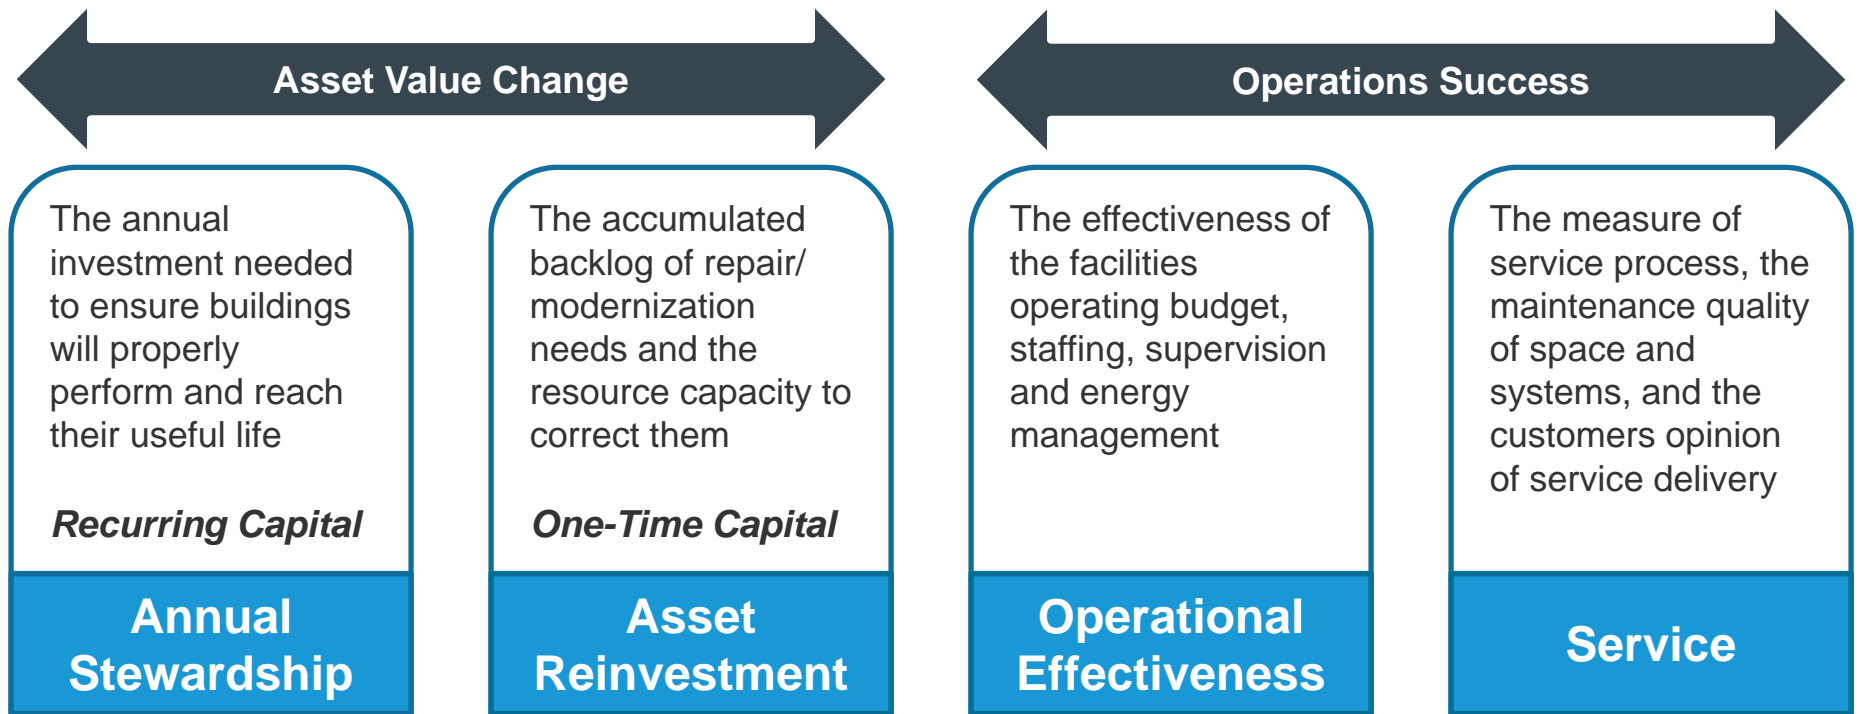 Asset Value Change
Operations Success
The annual
investment needed
to ensure buildings
will properly
perform and reach
their useful life
Recurring Capital
Annual
Stewardship
The accumulated
backlog of repair/
modernization
needs and the
resource capacity to
correct them
One-Time Capital
Asset
Reinvestment
The effectiveness of
the facilities
operating budget,
staffing, supervision
and energy
management
Operational
Effectiveness
The measure of
service process, the
maintenance quality
of space and
systems, and the
customers opinion
of service delivery
Service